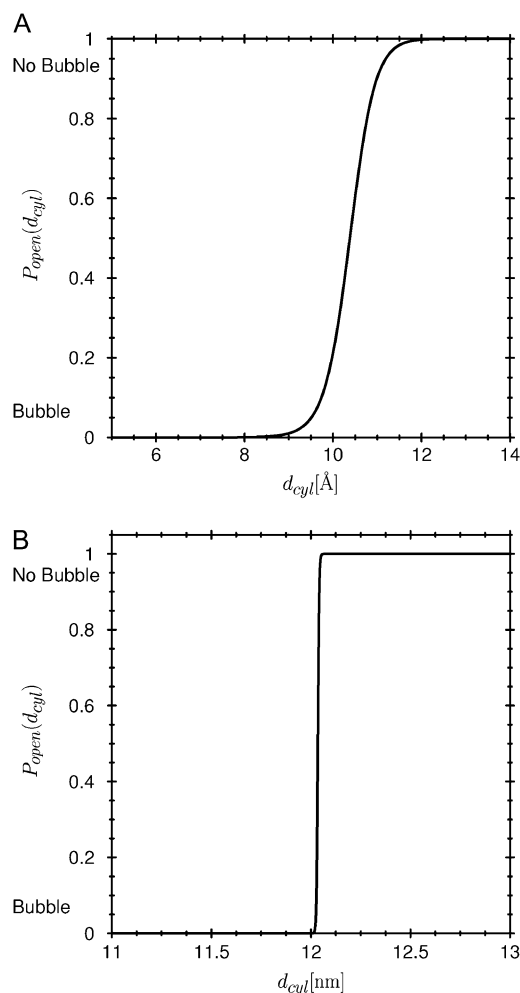 A
1
No Bubble
0.8
0.6
P_open(d_cyl)
0.4
0.2
Bubble
0
6 8 10 12 14
d_cyl[Å]
B
1
No Bubble
0.8
0.6
P_open(d_cyl)
0.4
0.2
Bubble
0
11 11.5 12 12.5 13
d_cyl[nm]